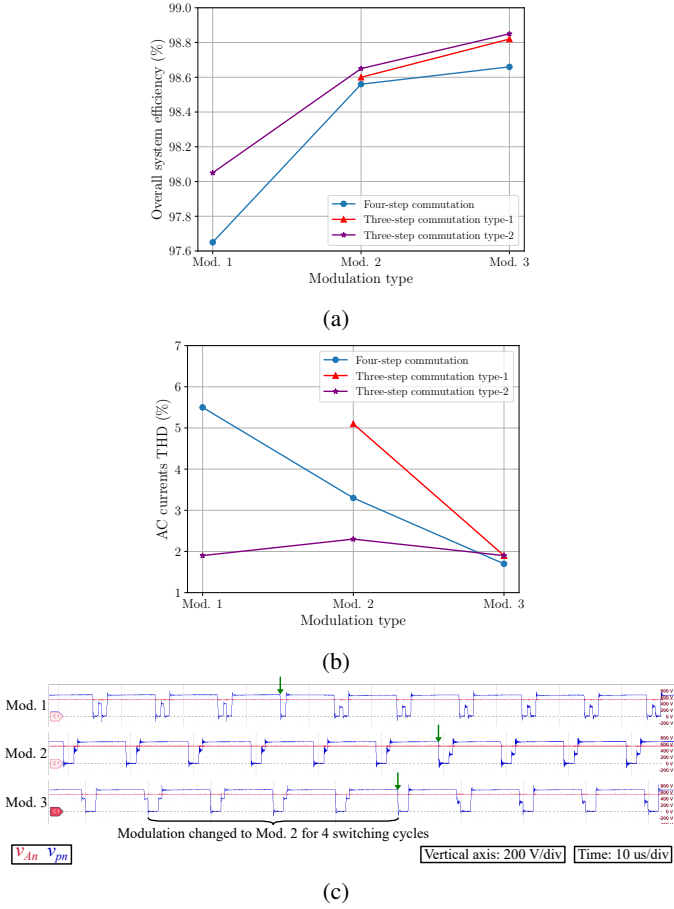 98.8
98.6
98.4
98.2
98.0
97.8
97.6
Overall system efficiency (%)
Four-step commutation
Three-step commutation type-1
Three-step commutation type-2
Mod. 1 Mod. 2 Mod. 3
Modulation type
(a)
7
6
5
4
3
2
1
AC currents THD (%)
Four-step commutation
Three-step commutation type-1
Three-step commutation type-2
Mod. 1 Mod. 2 Mod. 3
Modulation type
(b)
Mod. 1
Mod. 2
Mod. 3
Modulation changed to Mod. 2 for 4 switching cycles
v_An v_pn Vertical axis: 200 V/div Time: 10 us/div
(c)